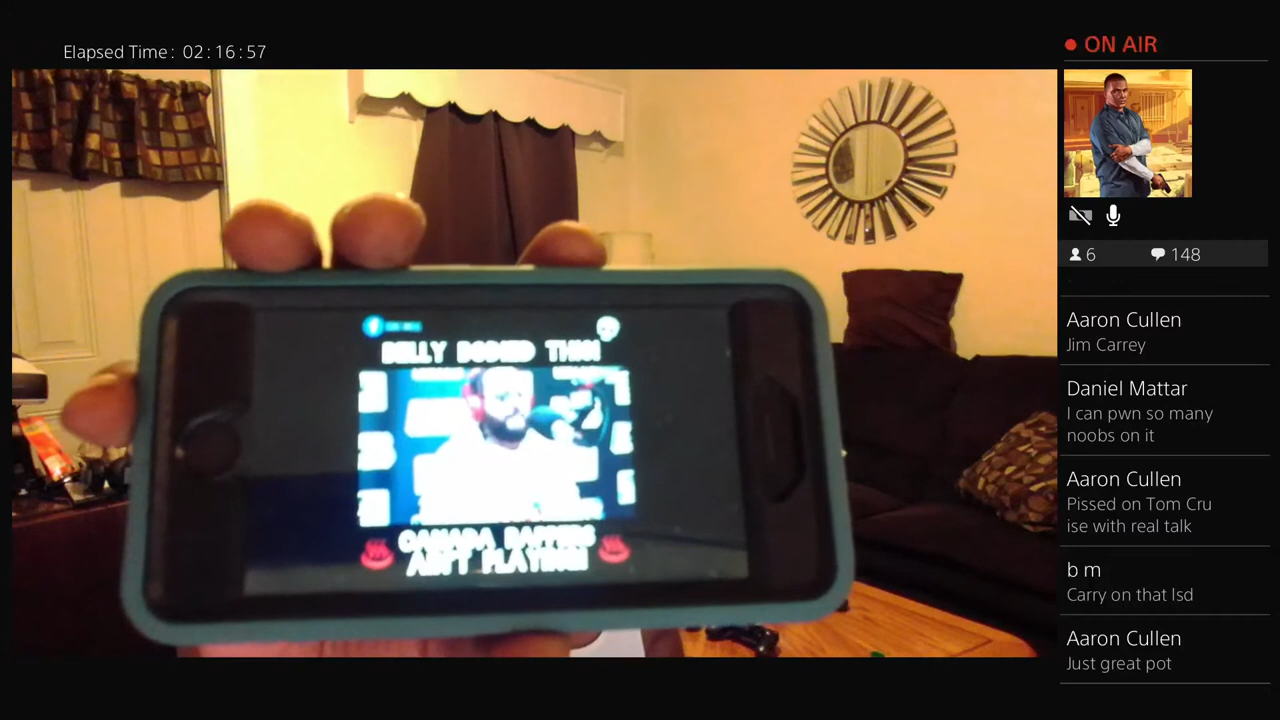 Elapsed Time: 02:16:57
ON AIR
6 148
Aaron Cullen
Jim Carrey
Daniel Mattar
I can pwn so many
noobs on it
Aaron Cullen
Pissed on Tom Cru
ise with real talk
b m
Carry on that lsd
Aaron Cullen
Just great pot
BELLY BODIED THIS!
CANADA RAPPERS
AIN'T PLAYING!